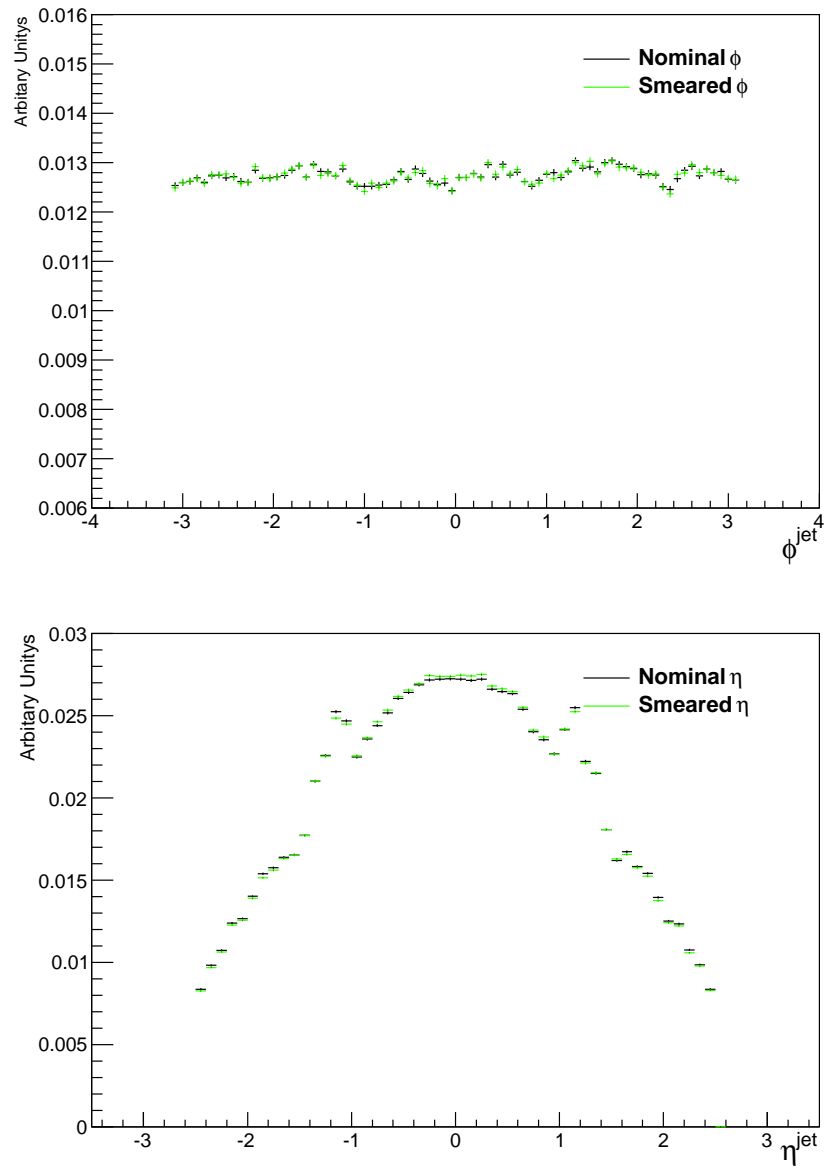 Arbitary Unitys
0.016
0.015
0.014
0.013
0.012
0.011
0.01
0.009
0.008
0.007
0.006
Nominal ϕ
Smeared ϕ
-4 -3 -2 -1 0 1 2 3 4
ϕ^jet
Arbitary Unitys
0.03
0.025
0.02
0.015
0.01
0.005
0
Nominal η
Smeared η
-3 -2 -1 0 1 2 3
η^jet